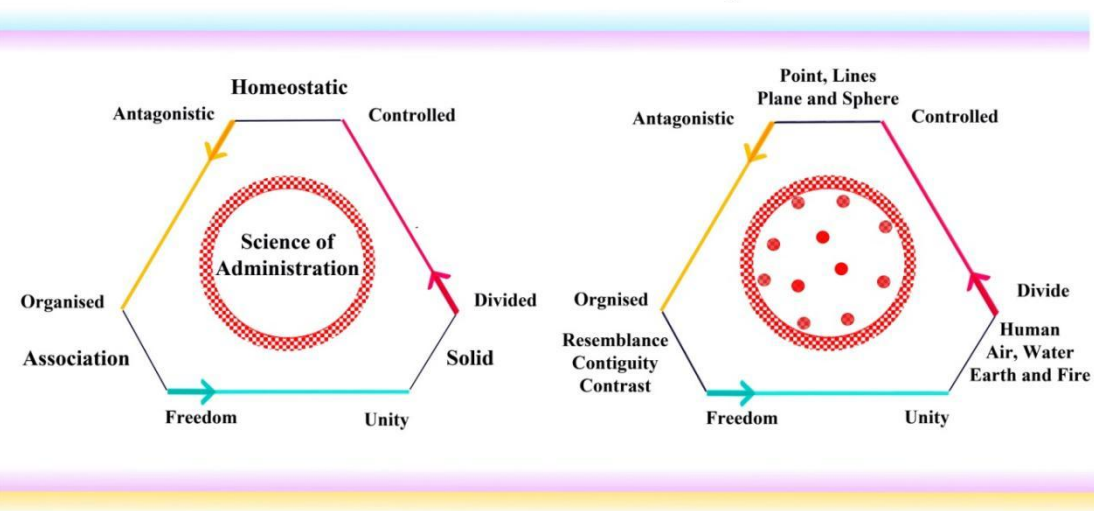 Homeostatic
Antagonistic
Controlled
Science of
Administration
Organised
Divided
Association
Solid
Freedom
Unity
Point, Lines
Plane and Sphere
Antagonistic
Controlled
Orgnised
Divide
Resemblance
Contiguity
Contrast
Human
Air, Water
Earth and Fire
Freedom
Unity